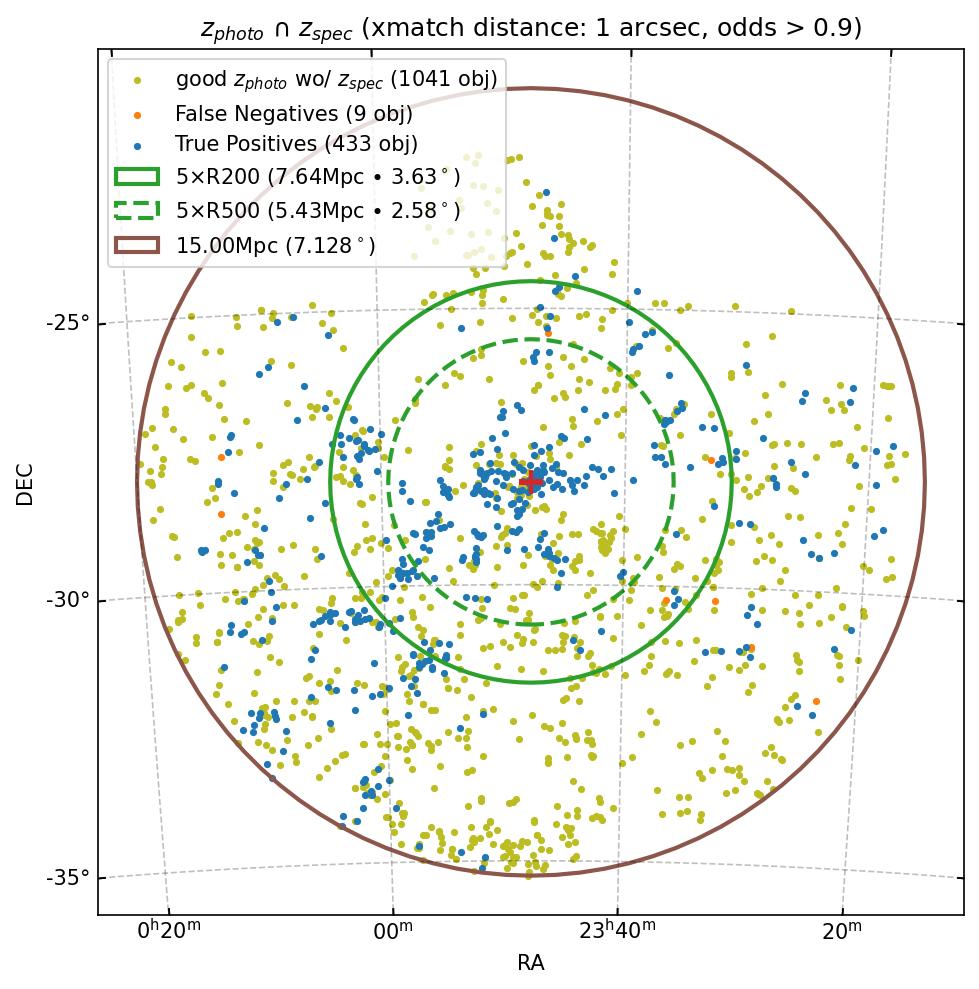 z_photo ∩ z_spec (xmatch distance: 1 arcsec, odds > 0.9)
good z_photo wo/ z_spec (1041 obj)
False Negatives (9 obj)
True Positives (433 obj)
5×R200 (7.64Mpc • 3.63°)
5×R500 (5.43Mpc • 2.58°)
15.00Mpc (7.128°)
-25°
-30°
-35°
DEC
0h20m 00m 23h40m 20m
RA